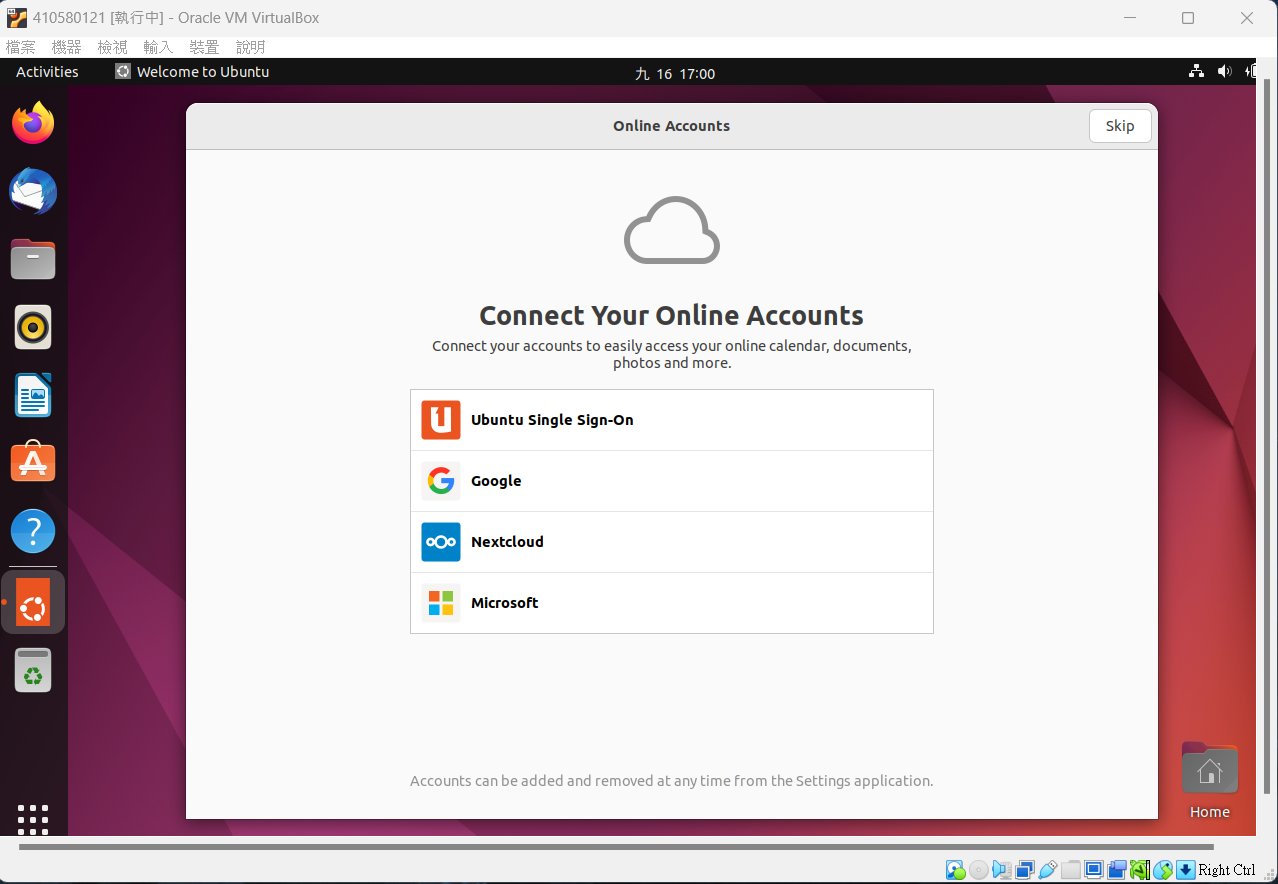 410580121 [執行中] - Oracle VM VirtualBox
檔案 機器 檢視 輸入 裝置 說明
Activities Welcome to Ubuntu 九 16 17:00
Online Accounts Skip
Connect Your Online Accounts
Connect your accounts to easily access your online calendar, documents,
photos and more.
Ubuntu Single Sign-On
Google
Nextcloud
Microsoft
Accounts can be added and removed at any time from the Settings application.
Home
Right Ctrl